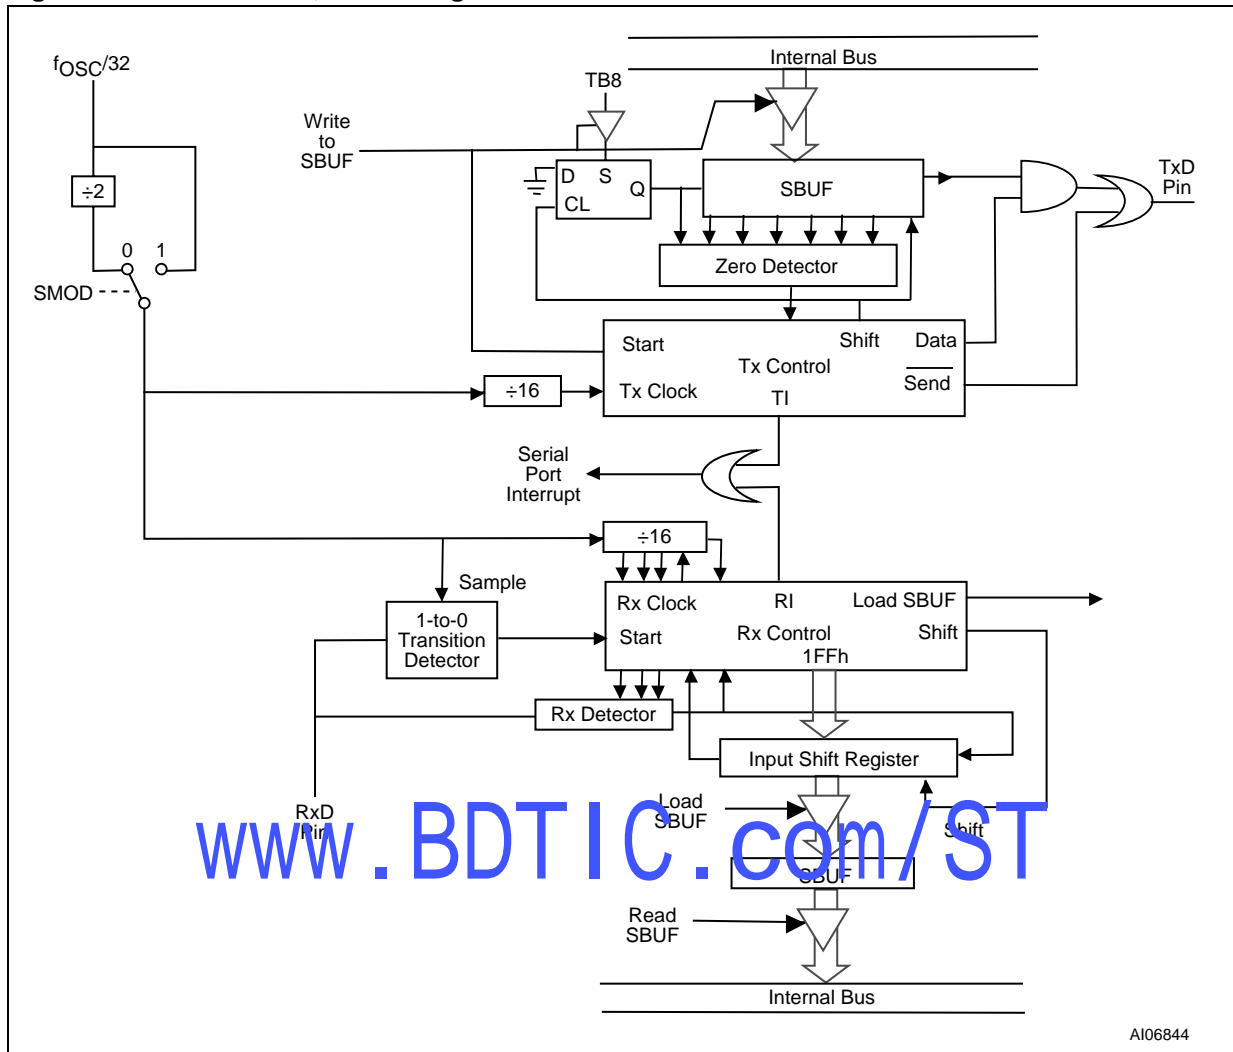 fOSC/32
Internal Bus
TB8
Write
to
SBUF
TxD
Pin
÷2
D S
Q
CL
SBUF
0 1
Zero Detector
SMOD
Start
Shift
Data
Tx Control
Send
÷16
Tx Clock
TI
Serial
Port
Interrupt
÷16
Sample
Rx Clock
RI
Load SBUF
1-to-0
Transition
Detector
Start
Rx Control
Shift
1FFh
Rx Detector
Input Shift Register
RxD
Pin
Load
SBUF
Shift
www.BDTIC.com/ST
SBUF
Read
SBUF
Internal Bus
AI06844